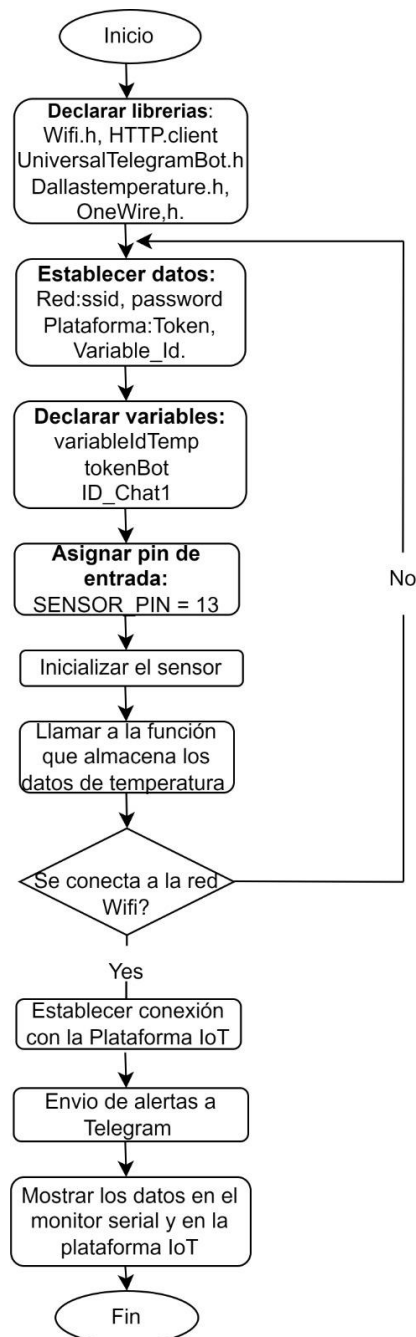 Inicio
Declarar librerias:
Wifi.h, HTTP.client
UniversalTelegramBot.h
Dallastemperature.h,
OneWire,h.
Establecer datos:
Red:ssid, password
Plataforma:Token,
Variable_Id.
Declarar variables:
variableIdTemp
tokenBot
ID_Chat1
Asignar pin de
entrada:
SENSOR_PIN = 13
No
Inicializar el sensor
Llamar a la función
que almacena los
datos de temperatura
Se conecta a la red
Wifi?
Yes
Establecer conexión
con la Plataforma IoT
Envio de alertas a
Telegram
Mostrar los datos en el
monitor serial y en la
plataforma IoT
Fin